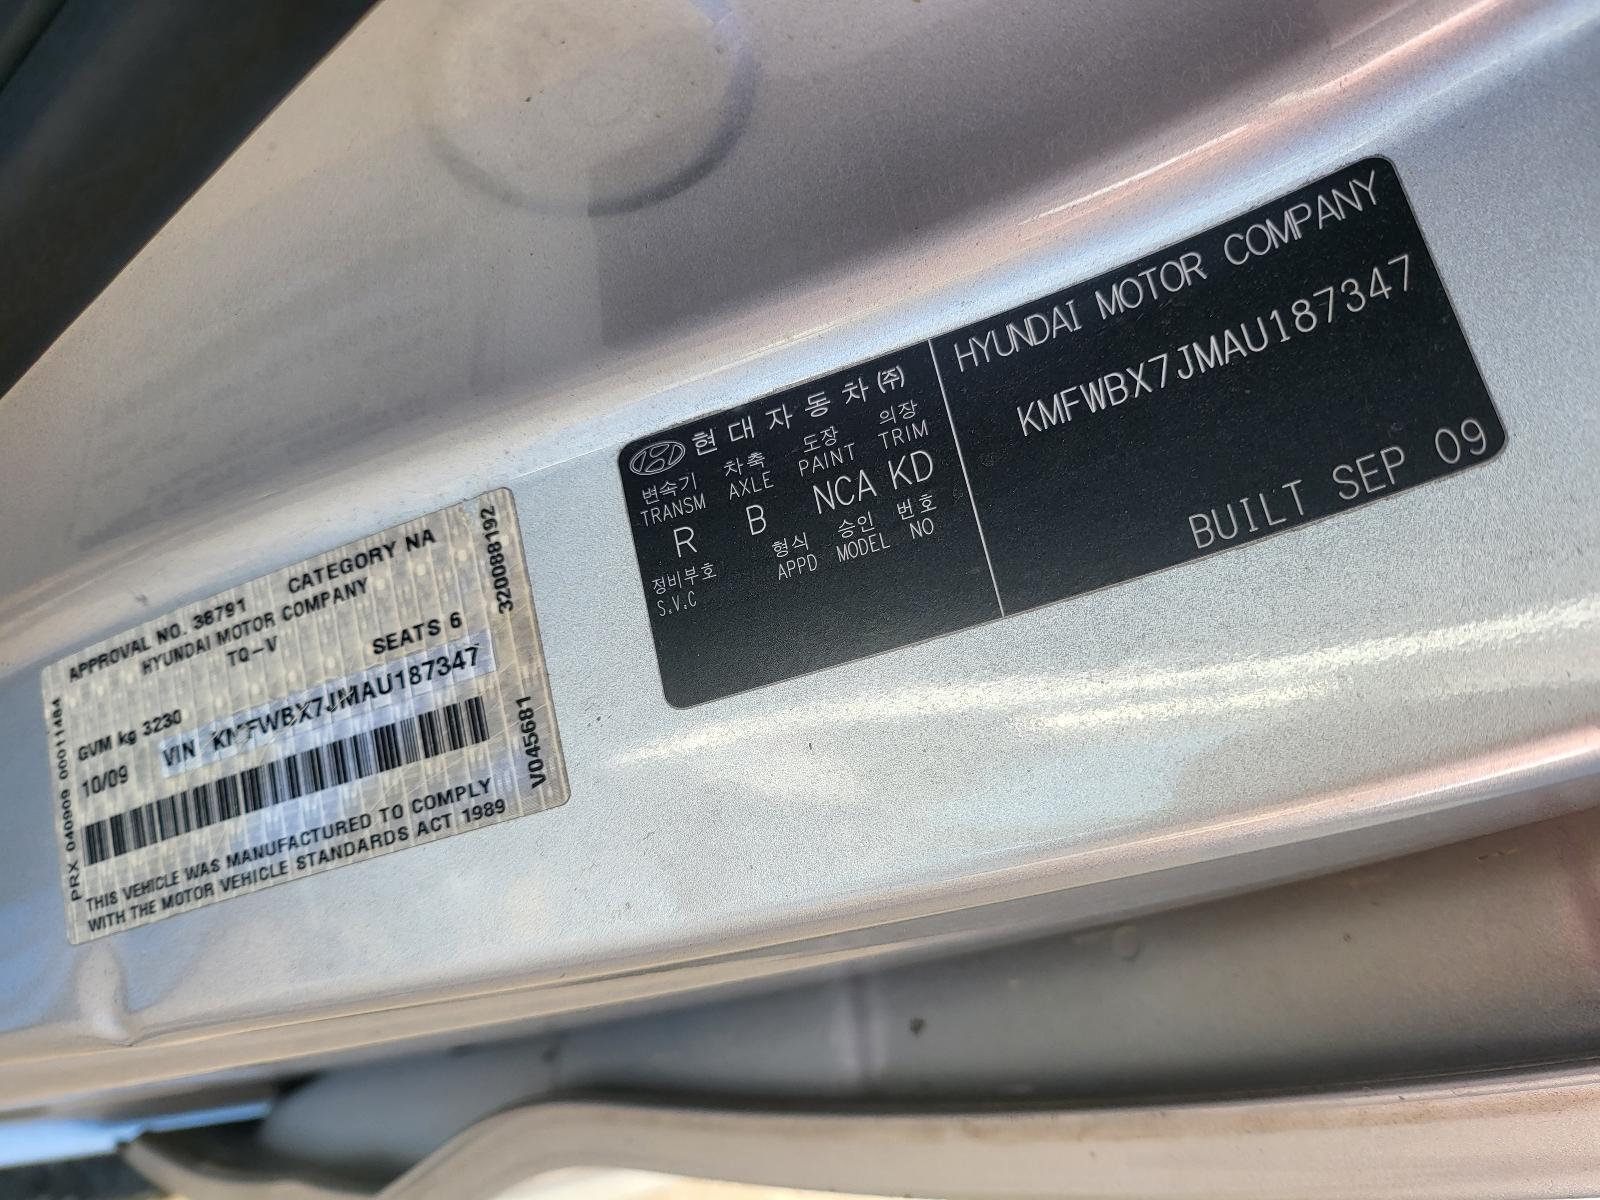 APPROVAL NO. 38791 CATEGORY NA
HYUNDAI MOTOR COMPANY
TQ-V
SEATS 6
GVM kg 3230
10/09 VIN KMFWBX7JMAU187347
THIS VEHICLE WAS MANUFACTURED TO COMPLY
WITH THE MOTOR VEHICLE STANDARDS ACT 1989
PRX 040909 00011484
320088192
V045681
현대자동차(주)
변속기 차축 도장 의장
TRANSM AXLE PAINT TRIM
R B NCA KD
정비부호 형식 승인 번호
S.V.C APPD MODEL NO
HYUNDAI MOTOR COMPANY
KMFWBX7JMAU187347
BUILT SEP 09